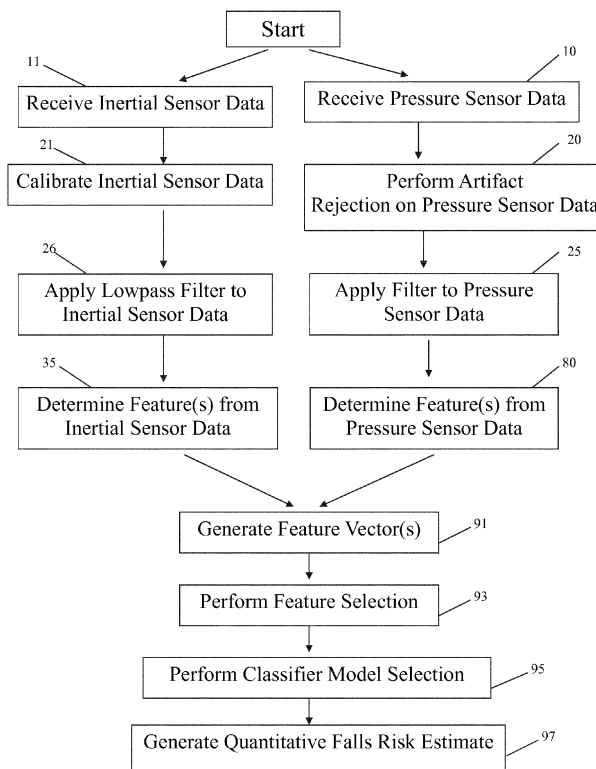 Start
11
Receive Inertial Sensor Data
10
Receive Pressure Sensor Data
21
Calibrate Inertial Sensor Data
20
Perform Artifact
Rejection on Pressure Sensor Data
26
Apply Lowpass Filter to
Inertial Sensor Data
25
Apply Filter to Pressure
Sensor Data
35
Determine Feature(s) from
Inertial Sensor Data
80
Determine Feature(s) from
Pressure Sensor Data
Generate Feature Vector(s)
91
Perform Feature Selection
93
Perform Classifier Model Selection
95
Generate Quantitative Falls Risk Estimate
97